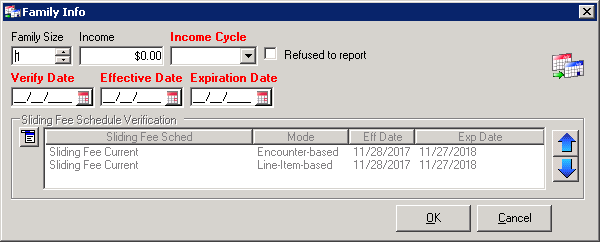 Family Info
Family Size Income Income Cycle
1 $0.00 Refused to report
Verify Date Effective Date Expiration Date
__/__/___ __/__/___ __/__/___
Sliding Fee Schedule Verification
Sliding Fee Sched Mode Eff Date Exp Date
Sliding Fee Current Encounter-based 11/28/2017 11/27/2018
Sliding Fee Current Line-Item-based 11/28/2017 11/27/2018
OK Cancel